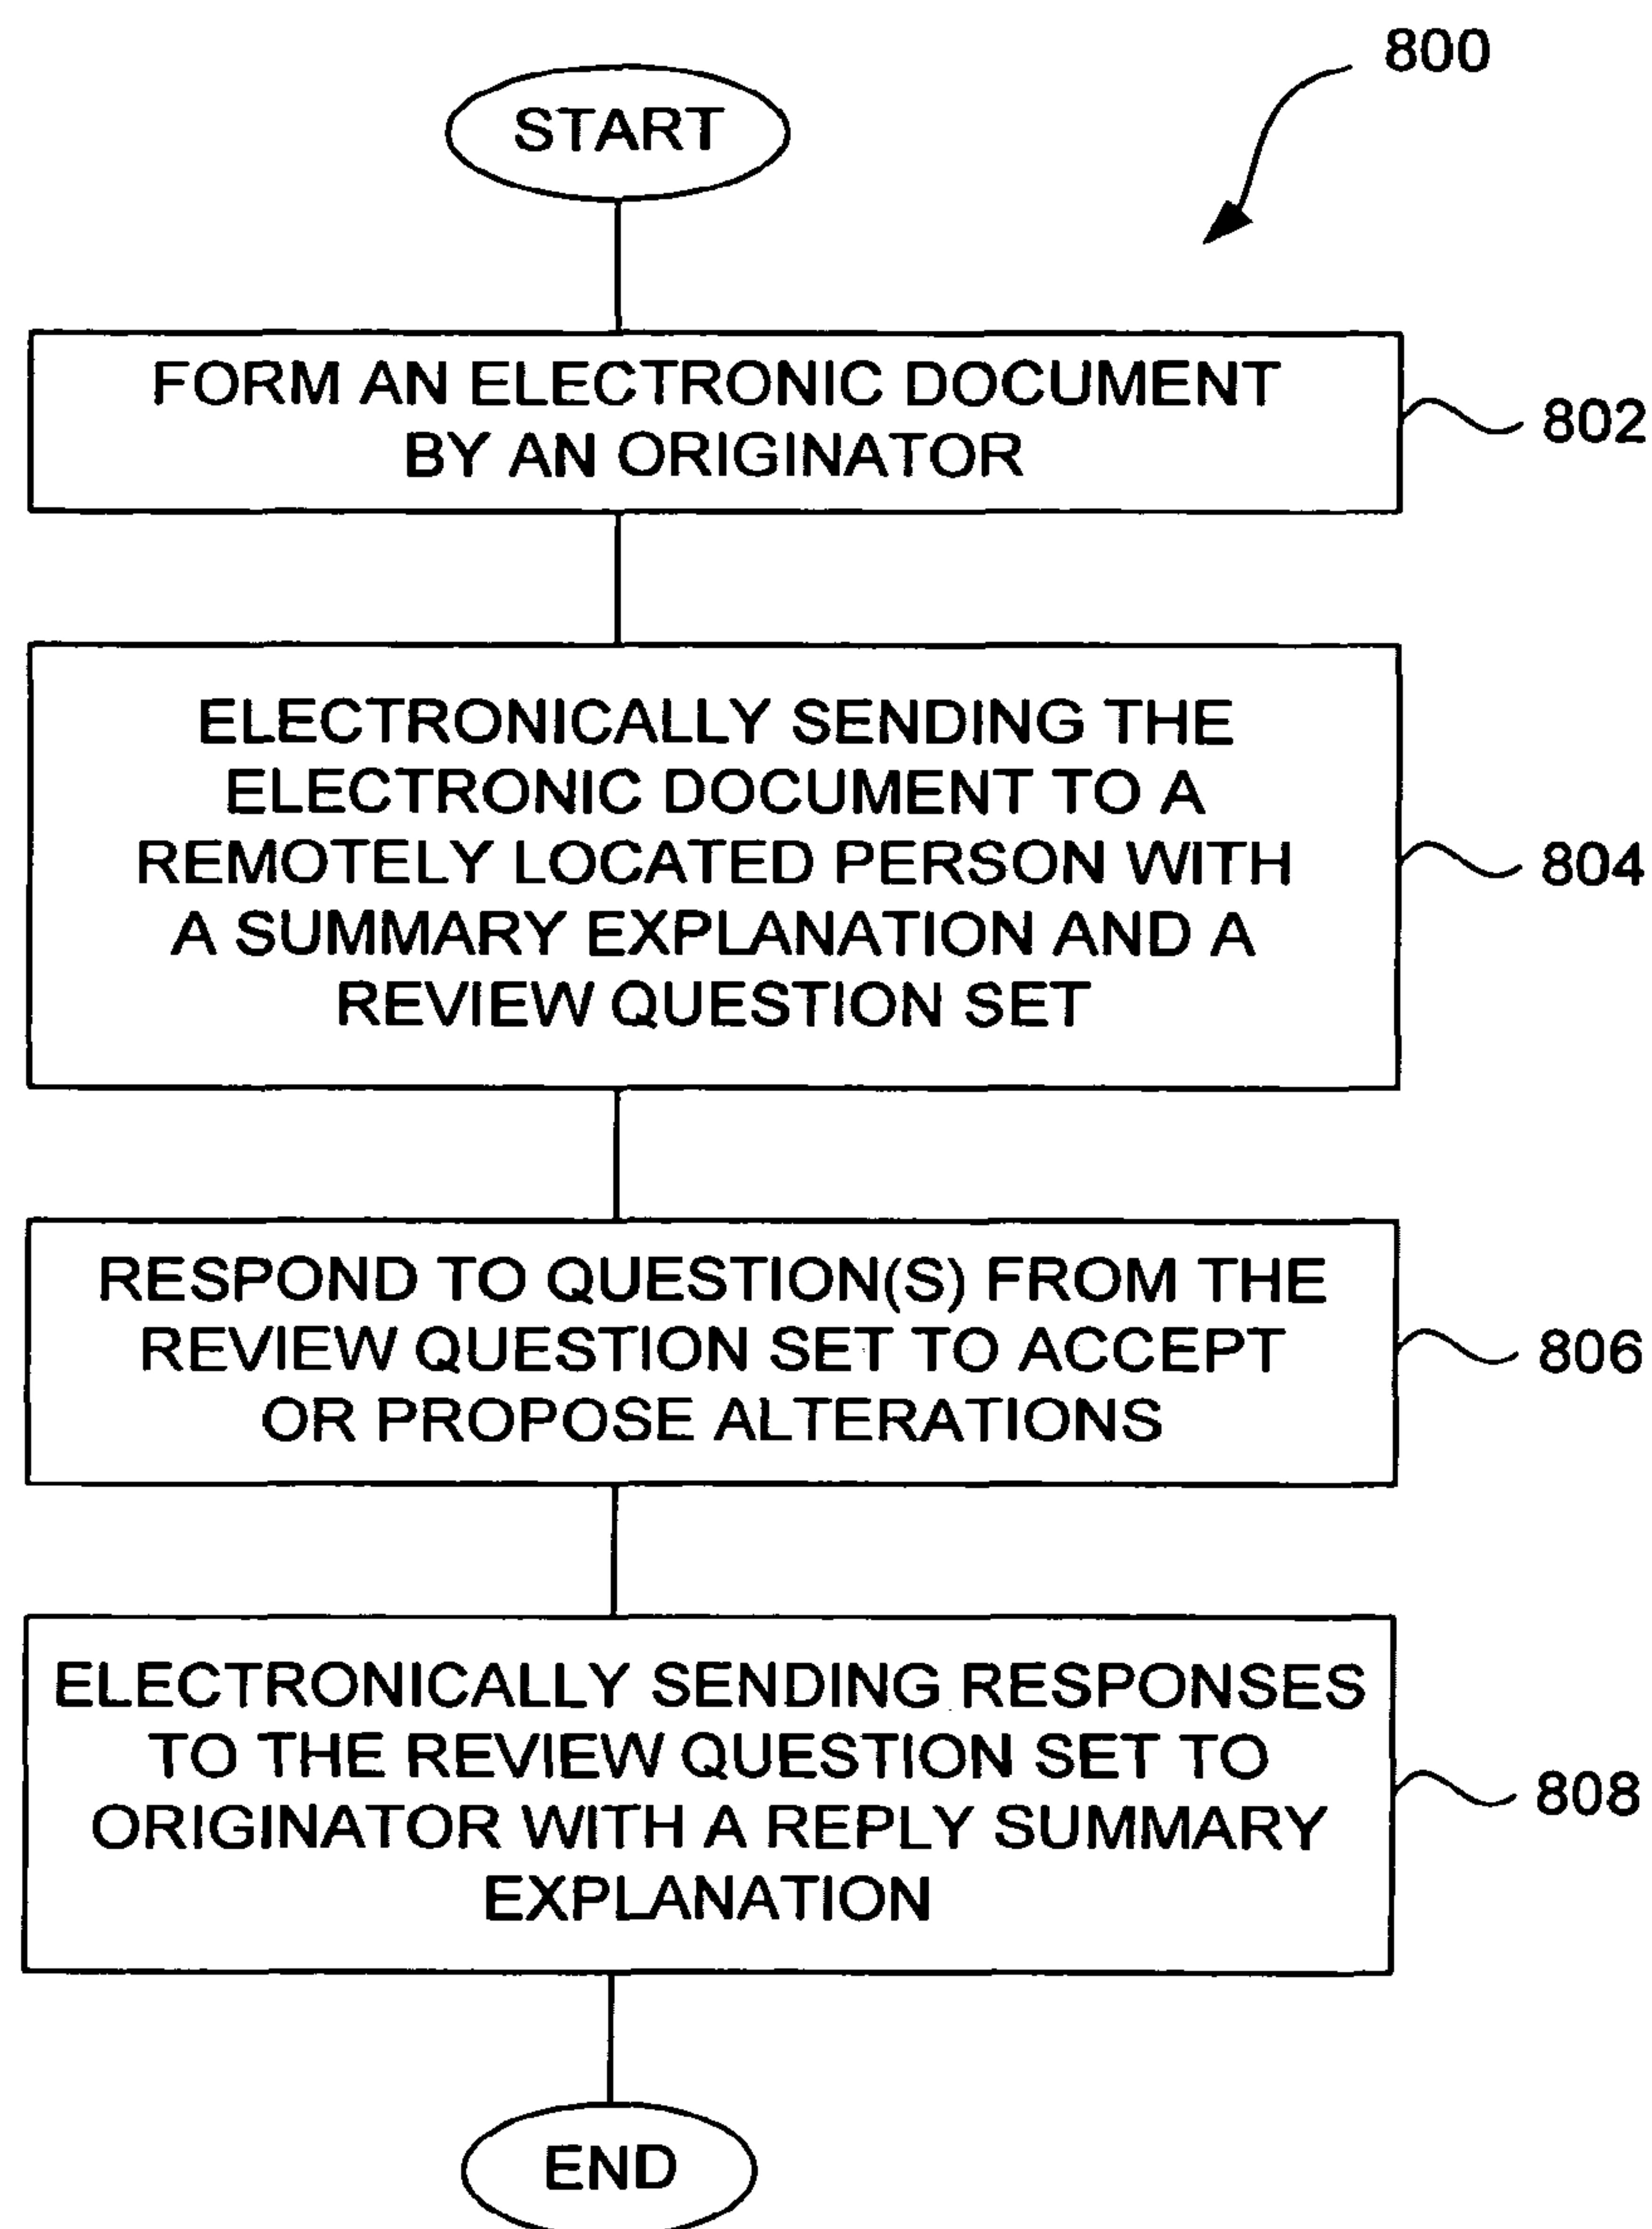 800
START
FORM AN ELECTRONIC DOCUMENT
BY AN ORIGINATOR
802
ELECTRONICALLY SENDING THE
ELECTRONIC DOCUMENT TO A
REMOTELY LOCATED PERSON WITH
A SUMMARY EXPLANATION AND A
REVIEW QUESTION SET
804
RESPOND TO QUESTION(S) FROM THE
REVIEW QUESTION SET TO ACCEPT
OR PROPOSE ALTERATIONS
806
ELECTRONICALLY SENDING RESPONSES
TO THE REVIEW QUESTION SET TO
ORIGINATOR WITH A REPLY SUMMARY
EXPLANATION
808
END